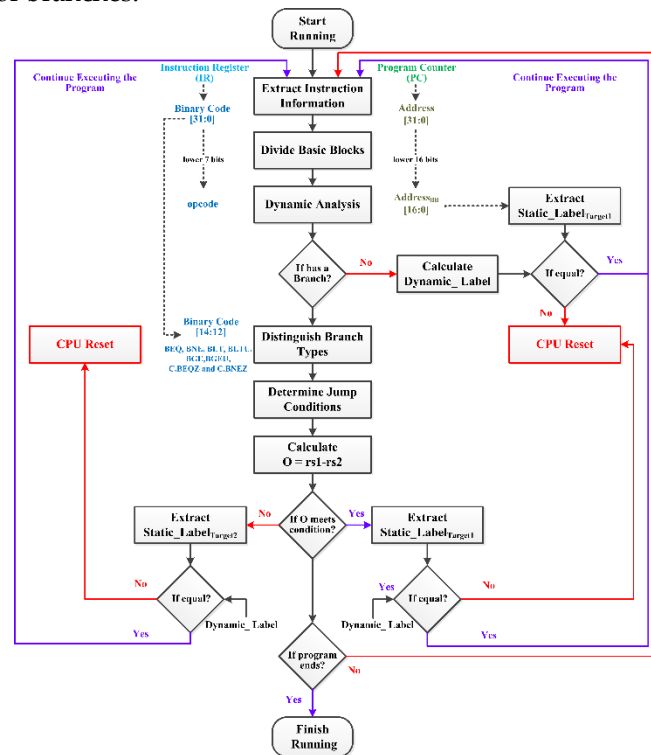 of branches.
Start
Running
Continue Executing the
Program
Instruction Register
(IR)
Program Counter
(PC)
Continue Executing the
Program
Extract Instruction
Information
Binary Code
[31:0]
Address
[31:0]
Divide Basic Blocks
lower 7 bits
lower 16 bits
opcode
Dynamic Analysis
Address
[16:0]
Extract
Static_Label Target1
If has a
Branch?
No
Calculate
Dynamic_ Label
If equal?
Yes
No
Binary Code
[14:12]
BEQ, BNE, BLT, BLTU,
BGE,BGEU,
C.BEQZ and C.BNEZ
CPU Reset
Distinguish Branch
Types
CPU Reset
Determine Jump
Conditions
Calculate
O = rs1-rs2
Extract
Static_Label Target2
No
If O meets
condition?
Yes
Extract
Static_Label Target1
No
If equal?
Dynamic_ Label
Yes
Yes
If equal?
Dynamic_ Label
No
Yes
If program
ends?
No
Yes
Finish
Running